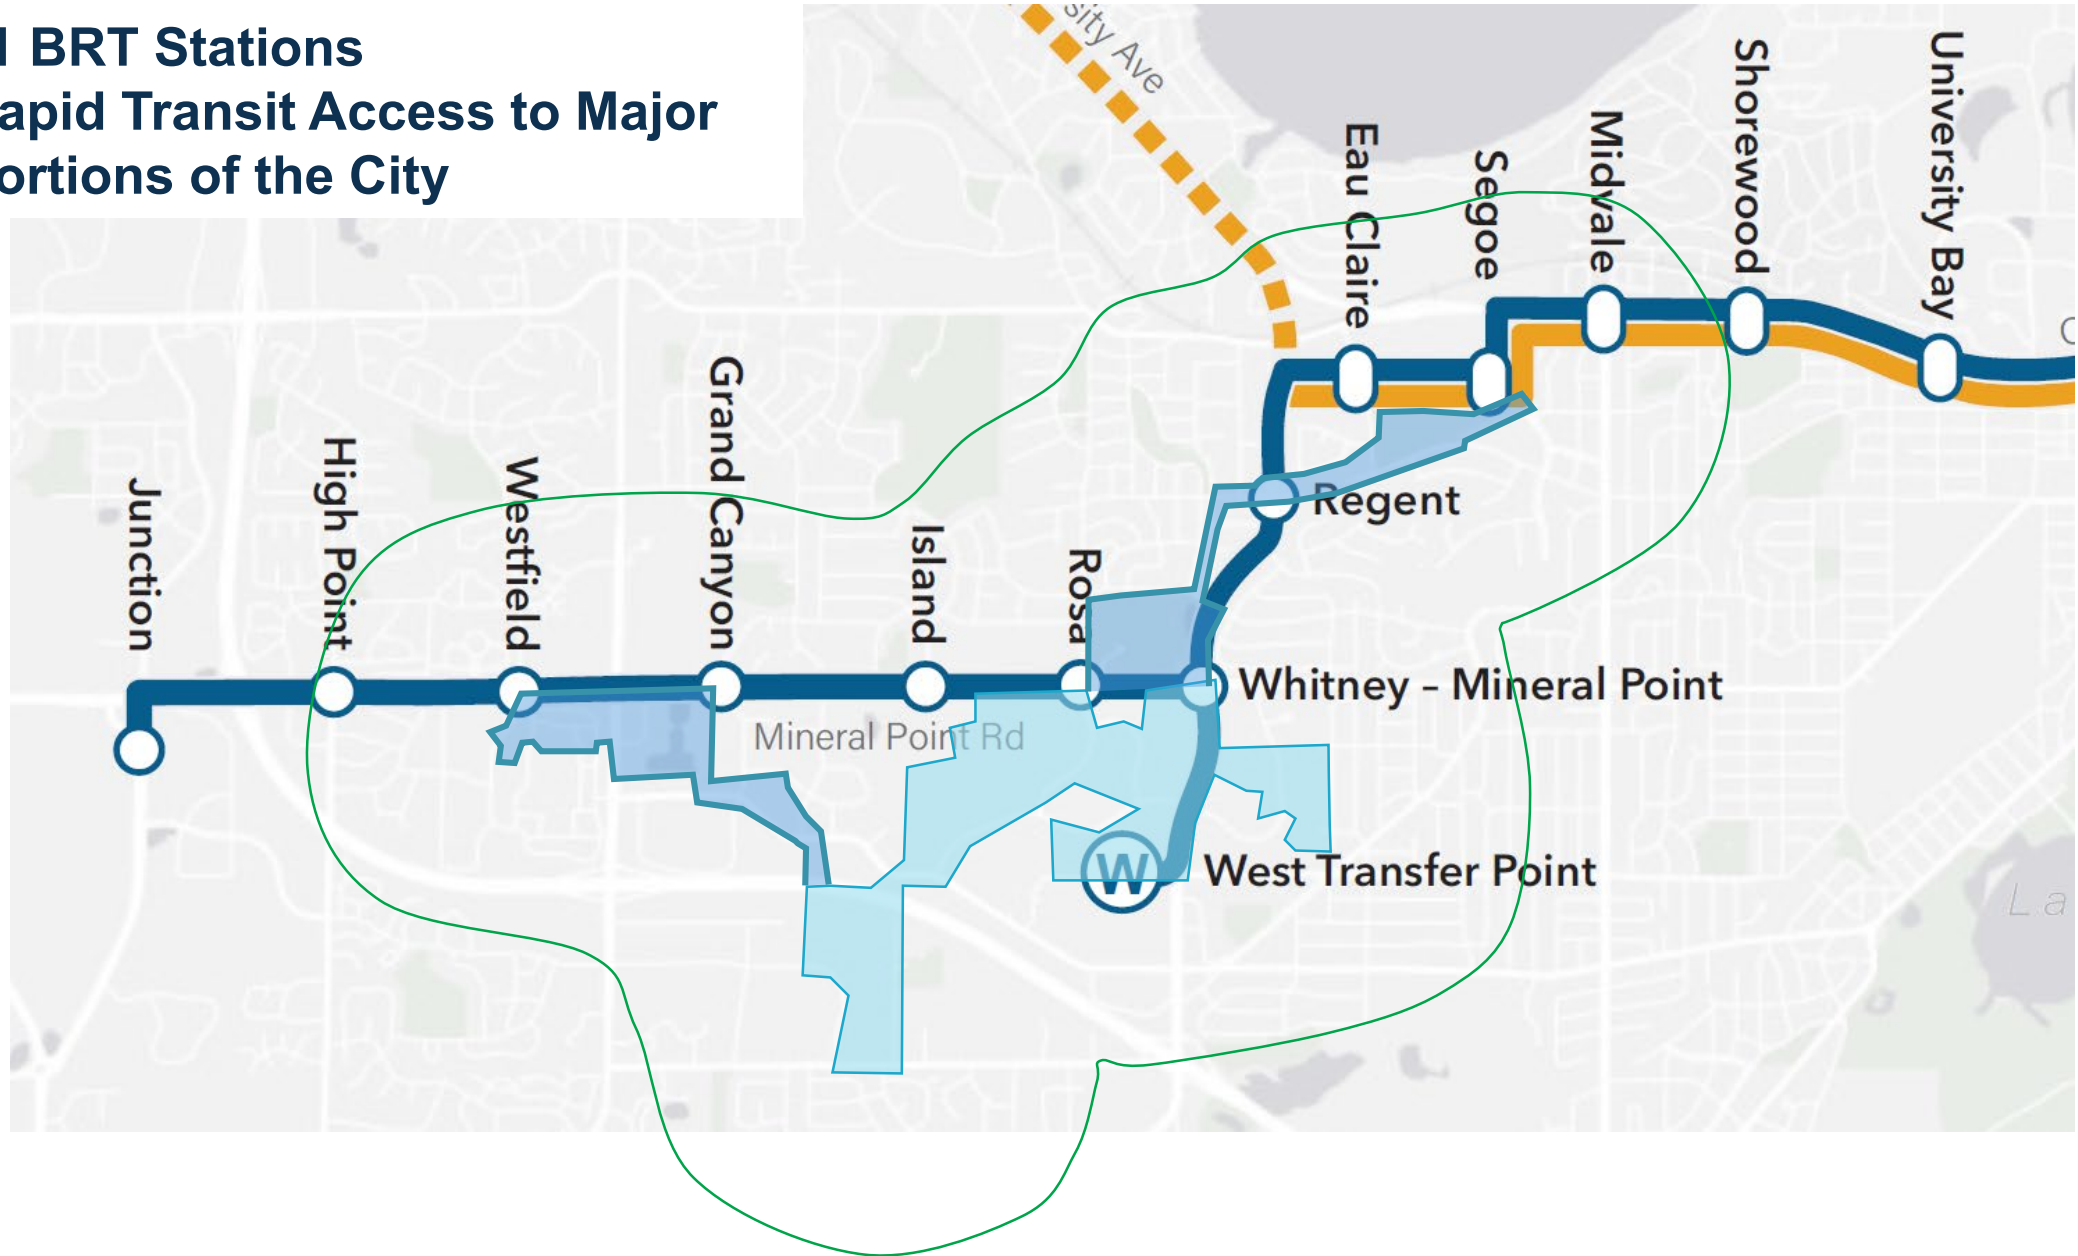 BRT Stations
apid Transit Access to Major
ortions of the City
sity Ave
Eau Claire
Segoe
Midvale
Shorewood
University Bay
Junction
High Point
Westfield
Grand Canyon
Island
Rosa
Regent
Whitney – Mineral Point
Mineral Point Rd
W
West Transfer Point
La